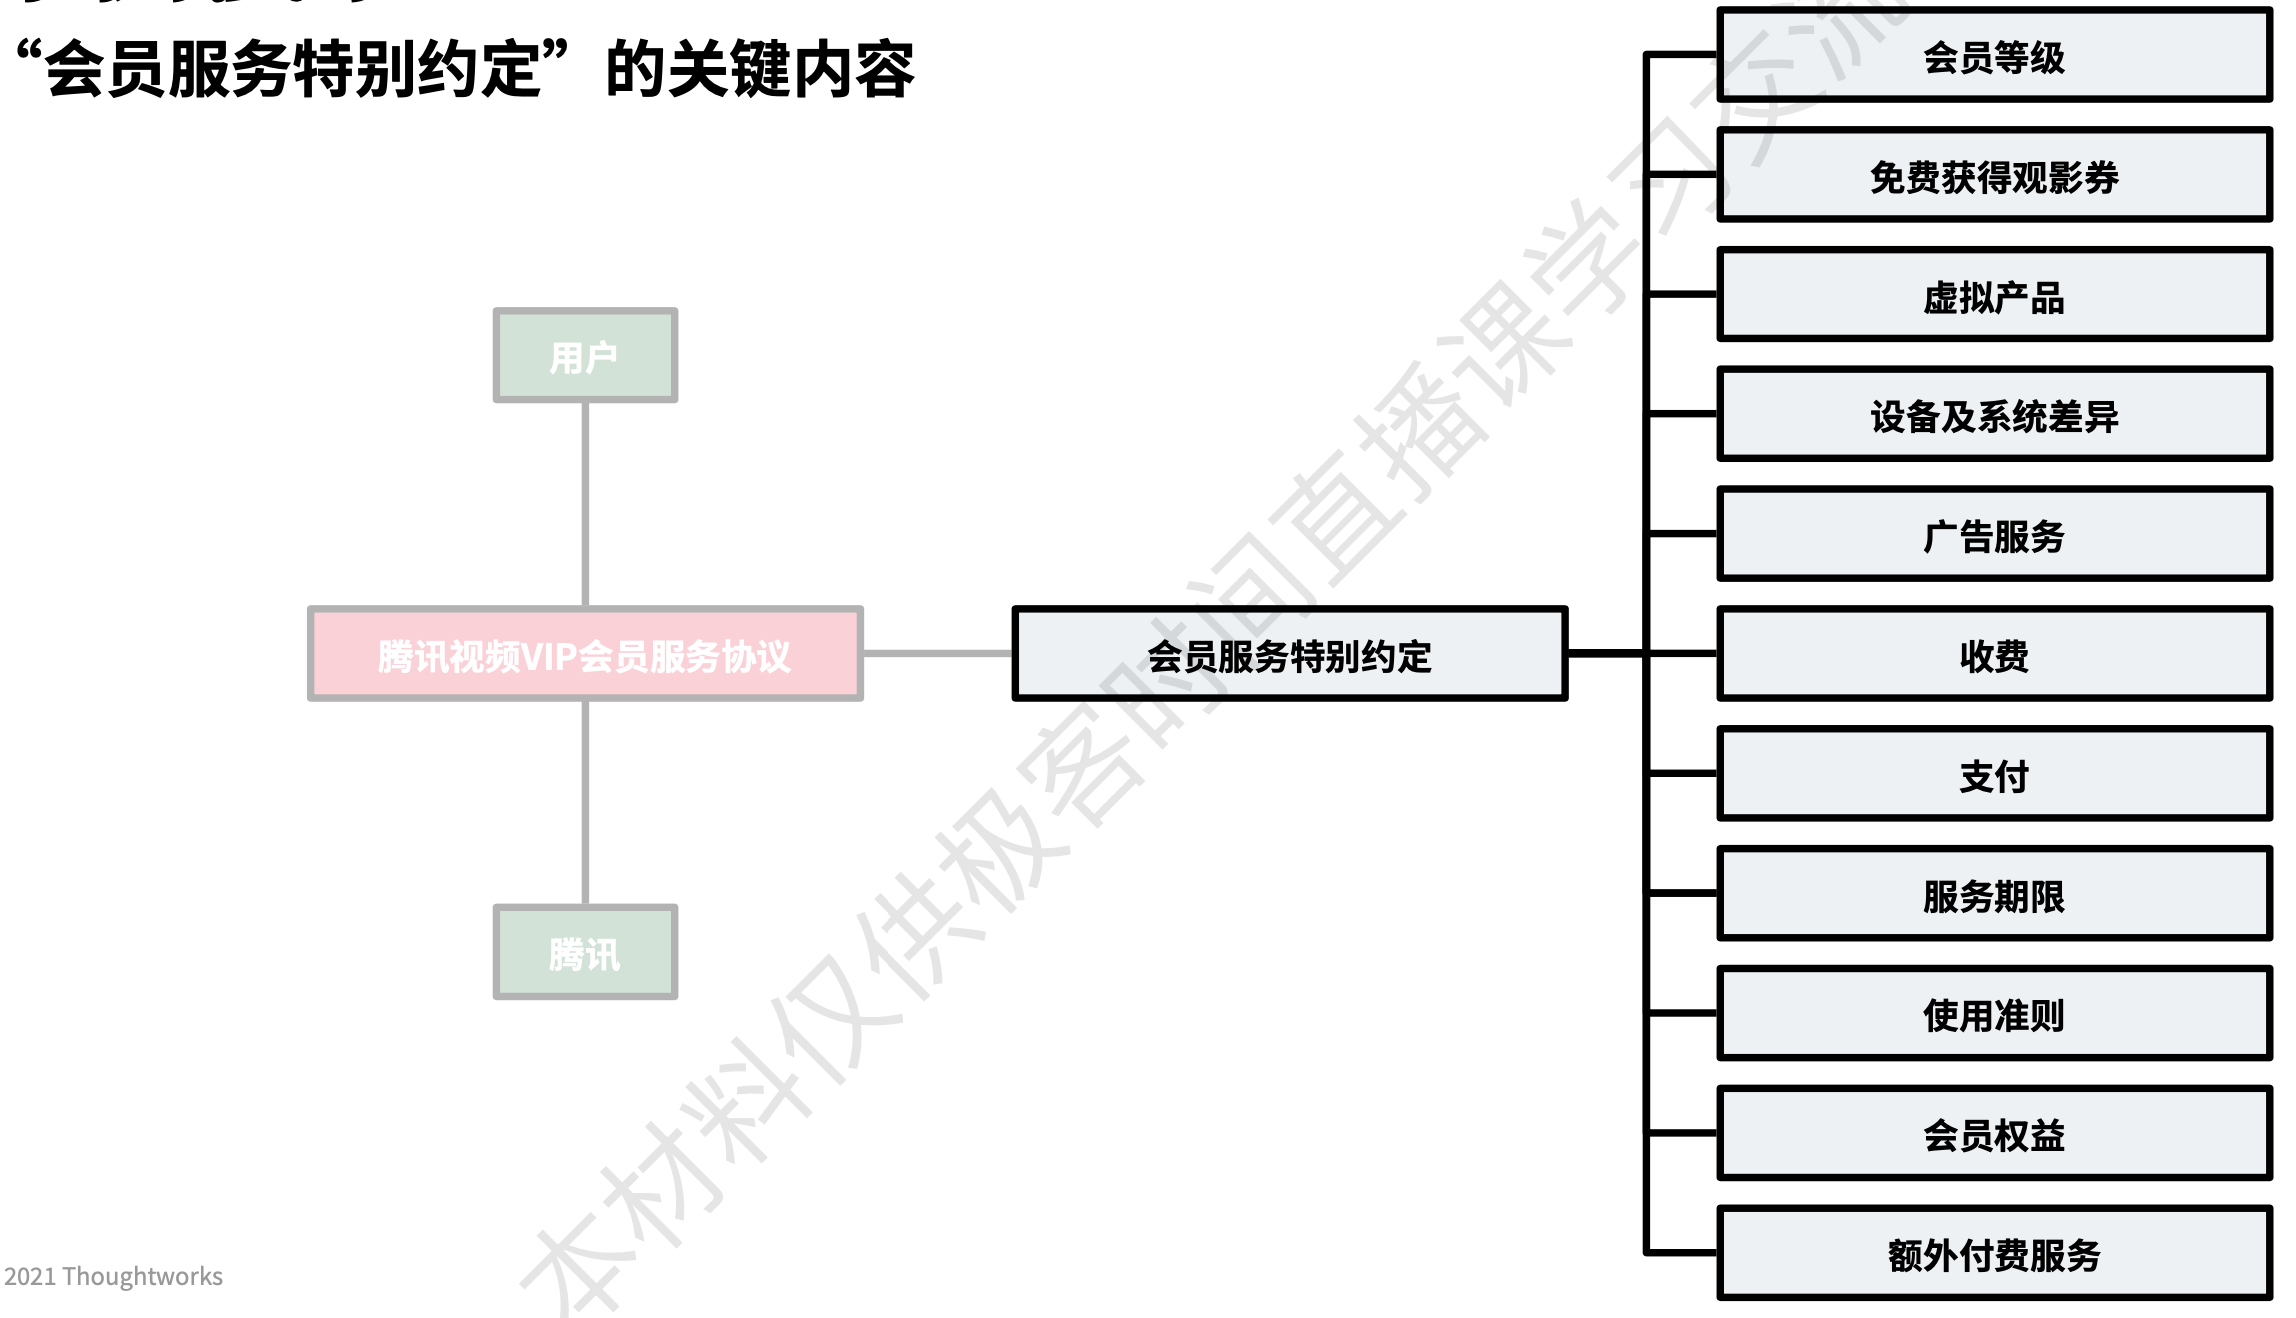 “会员服务特别约定”的关键内容
会员等级
免费获得观影券
虚拟产品
设备及系统差异
广告服务
收费
支付
服务期限
使用准则
会员权益
额外付费服务
会员服务特别约定
用户
腾讯视频VIP会员服务协议
腾讯
2021 Thoughtworks
本材料仅供极客时间直播课学习交流